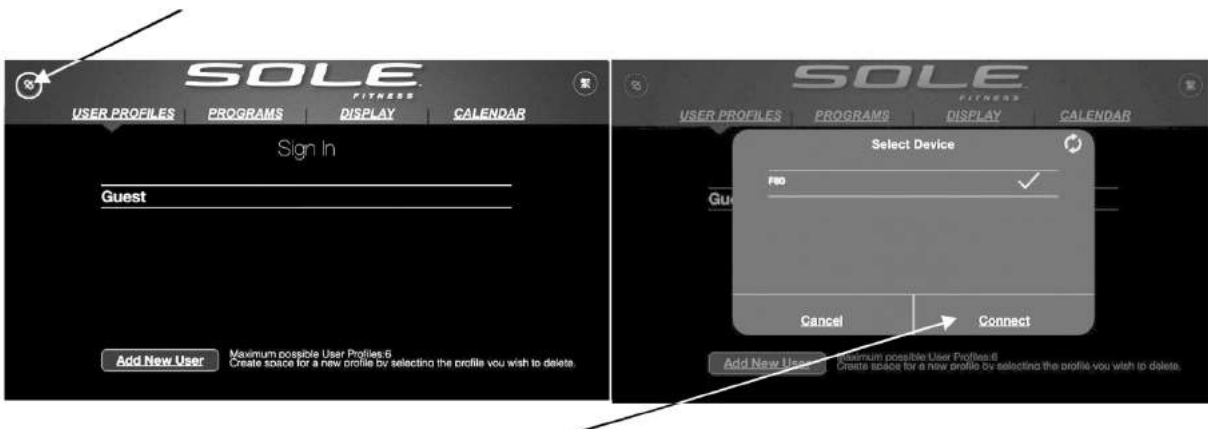 SOLE
FITNESS
USER PROFILES PROGRAMS DISPLAY CALENDAR
Sign In
Guest
Add New User
Maximum possible User Profiles:6
Create space for a new profile by selecting the profile you wish to delete.
SOLE
FITNESS
USER PROFILES PROGRAMS DISPLAY CALENDAR
Select Device
F80
Gu
Cancel Connect
Add New User
Maximum possible User Profiles:6
Create space for a new profile by selecting the profile you wish to delete.